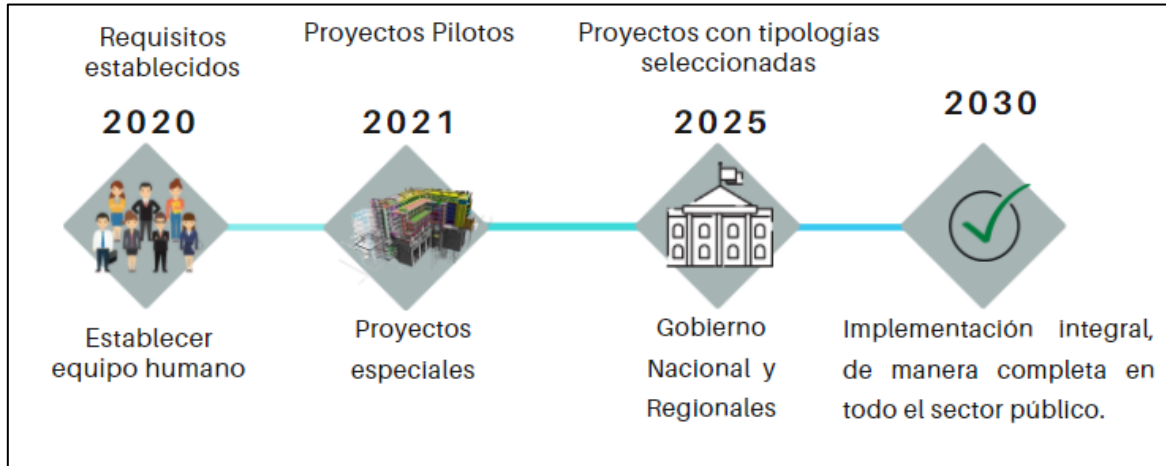 Requisitos
establecidos
2020
Establecer
equipo humano
Proyectos Pilotos
2021
Proyectos
especiales
Proyectos con tipologías
seleccionadas
2025
Gobierno
Nacional y
Regionales
2030
Implementación integral,
de manera completa en
todo el sector público.